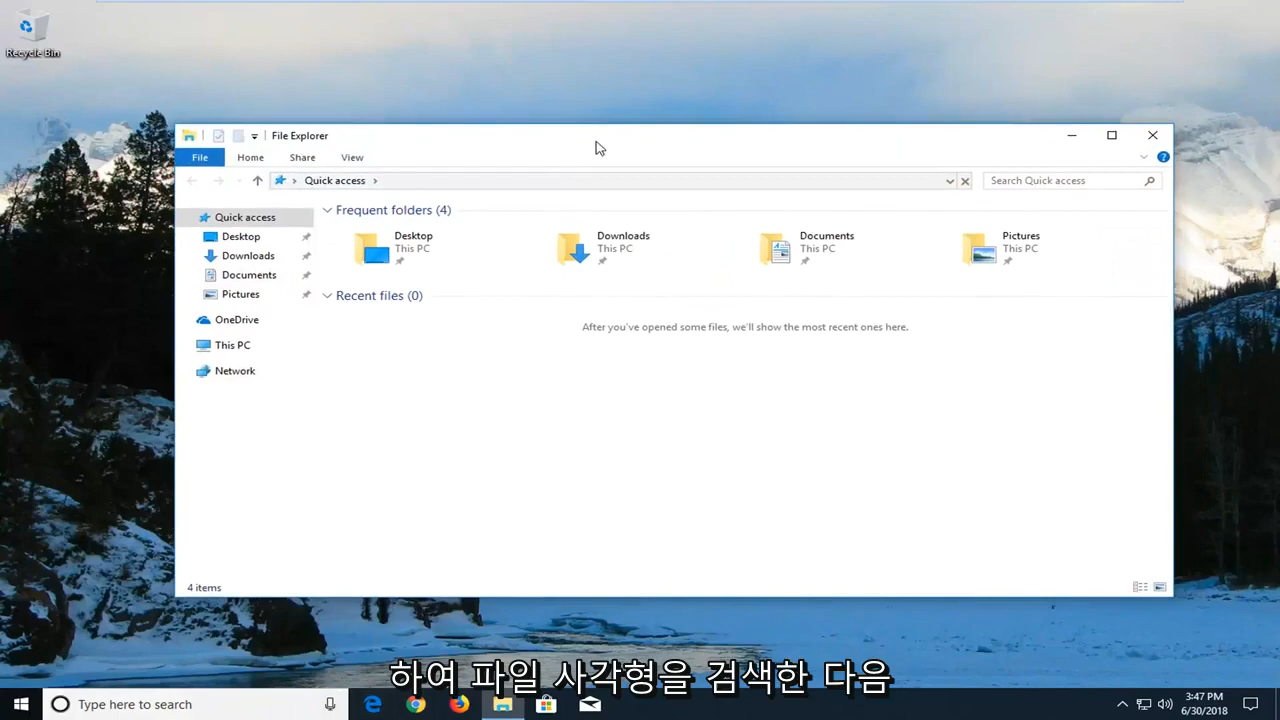 Recycle Bin
File Explorer
File Home Share View
Quick access
Search Quick access
Quick access
Desktop
Downloads
Documents
Pictures
OneDrive
This PC
Network
Frequent folders (4)
Desktop
This PC
Downloads
This PC
Documents
This PC
Pictures
This PC
Recent files (0)
After you've opened some files, we'll show the most recent ones here.
4 items
하여 파일 사각형을 검색한 다음
Type here to search
3:47 PM
6/30/2018